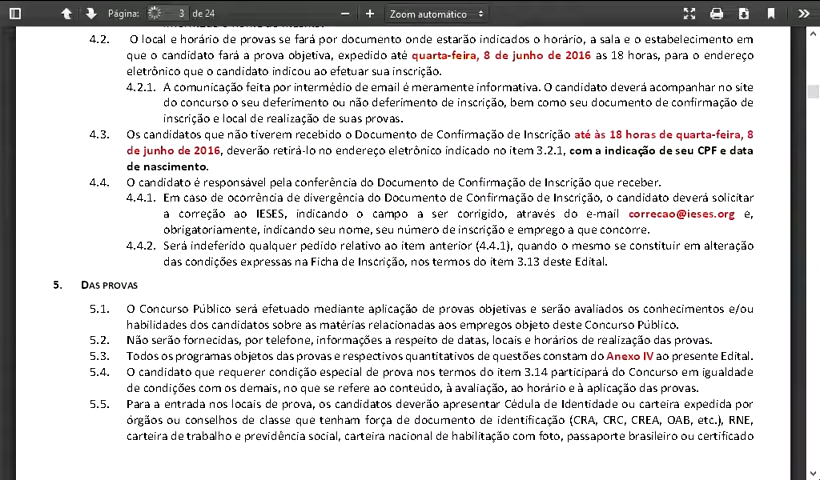 Página: 3 de 24
Zoom automático
4.2. O local e horário de provas se fará por documento onde estarão indicados o horário, a sala e o estabelecimento em
que o candidato fará a prova objetiva, expedido até quarta-feira, 8 de junho de 2016 as 18 horas, para o endereço
eletrônico que o candidato indicou ao efetuar sua inscrição.
4.2.1. A comunicação feita por intermédio de email é meramente informativa. O candidato deverá acompanhar no site
do concurso o seu deferimento ou não deferimento de inscrição, bem como seu documento de confirmação de
inscrição e local de realização de suas provas.
4.3. Os candidatos que não tiverem recebido o Documento de Confirmação de Inscrição até às 18 horas de quarta-feira, 8
de junho de 2016, deverão retirá-lo no endereço eletrônico indicado no item 3.2.1, com a indicação de seu CPF e data
de nascimento.
4.4. O candidato é responsável pela conferência do Documento de Confirmação de Inscrição que receber.
4.4.1. Em caso de ocorrência de divergência do Documento de Confirmação de Inscrição, o candidato deverá solicitar
a correção ao IESES, indicando o campo a ser corrigido, através do e-mail correcao@ieses.org e,
obrigatoriamente, indicando seu nome, seu número de inscrição e emprego a que concorre.
4.4.2. Será indeferido qualquer pedido relativo ao item anterior (4.4.1), quando o mesmo se constituir em alteração
das condições expressas na Ficha de Inscrição, nos termos do item 3.13 deste Edital.
5. DAS PROVAS
5.1. O Concurso Público será efetuado mediante aplicação de provas objetivas e serão avaliados os conhecimentos e/ou
habilidades dos candidatos sobre as matérias relacionadas aos empregos objeto deste Concurso Público.
5.2. Não serão fornecidas, por telefone, informações a respeito de datas, locais e horários de realização das provas.
5.3. Todos os programas objetos das provas e respectivos quantitativos de questões constam do Anexo IV ao presente Edital.
5.4. O candidato que requerer condição especial de prova nos termos do item 3.14 participará do Concurso em igualdade
de condições com os demais, no que se refere ao conteúdo, à avaliação, ao horário e à aplicação das provas.
5.5. Para a entrada nos locais de prova, os candidatos deverão apresentar Cédula de Identidade ou carteira expedida por
órgãos ou conselhos de classe que tenham força de documento de identificação (CRA, CRC, CREA, OAB, etc.), RNE,
carteira de trabalho e previdência social, carteira nacional de habilitação com foto, passaporte brasileiro ou certificado